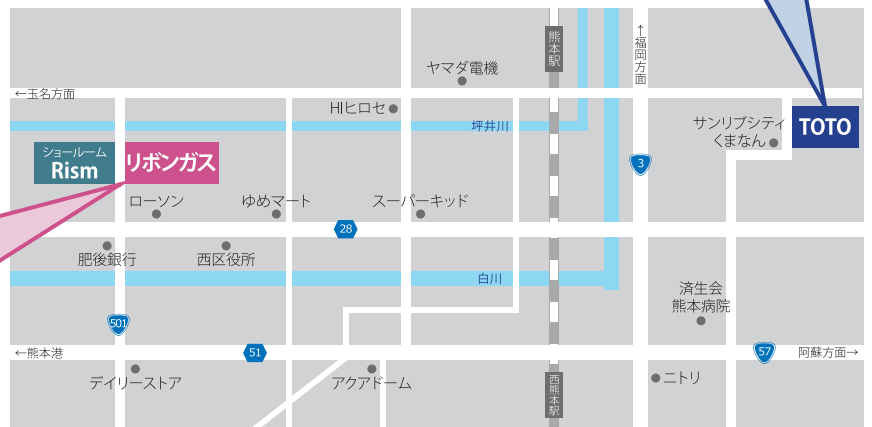 熊本駅
↑福岡方面
ヤマダ電機
←玉名方面
HIヒロセ
坪井川
サンリブシティ
くまなん
TOTO
ショールーム
Rism
リボンガス
3
ローソン
ゆめマート
スーパーキッド
28
肥後銀行
西区役所
白川
済生会
熊本病院
501
←熊本港
51
57
阿蘇方面→
デイリーストア
アクアドーム
西熊本駅
ニトリ